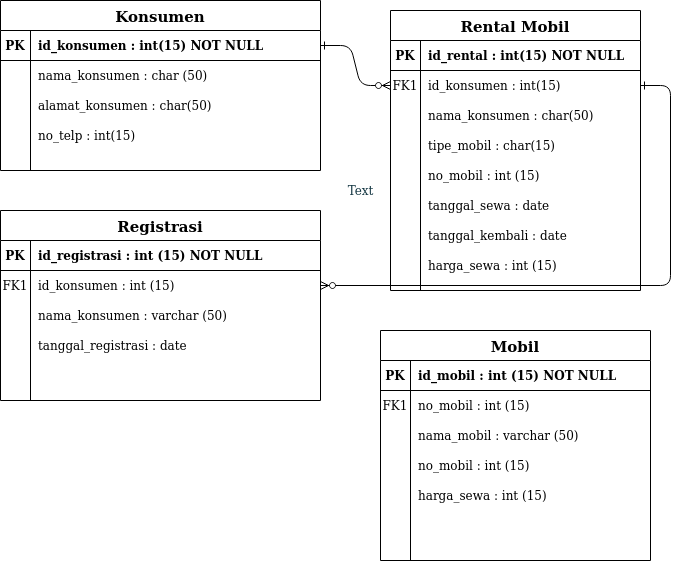 Konsumen
PK id_konsumen : int(15) NOT NULL
nama_konsumen : char (50)
alamat_konsumen : char(50)
no_telp : int(15)
Rental Mobil
PK id_rental : int(15) NOT NULL
FK1 id_konsumen : int(15)
nama_konsumen : char(50)
tipe_mobil : char(15)
no_mobil : int (15)
tanggal_sewa : date
tanggal_kembali : date
harga_sewa : int (15)
Text
Registrasi
PK id_registrasi : int (15) NOT NULL
FK1 id_konsumen : int (15)
nama_konsumen : varchar (50)
tanggal_registrasi : date
Mobil
PK id_mobil : int (15) NOT NULL
FK1 no_mobil : int (15)
nama_mobil : varchar (50)
no_mobil : int (15)
harga_sewa : int (15)